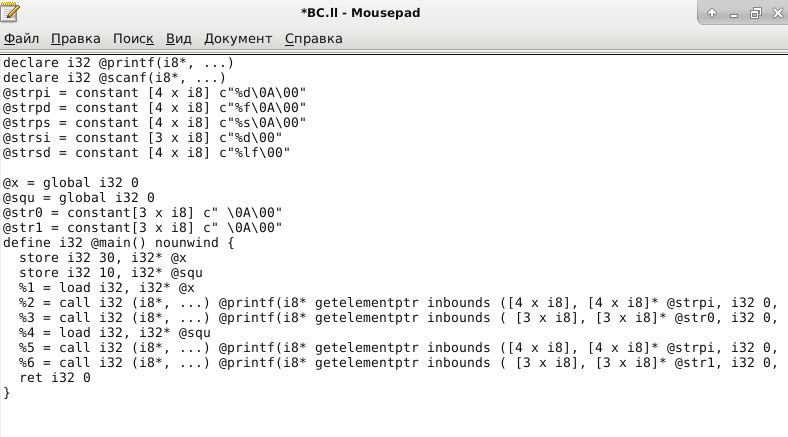 *BC.ll - Mousepad
Файл Правка Поиск Вид Документ Справка
declare i32 @printf(i8*, ...)
declare i32 @scanf(i8*, ...)
@strpi = constant [4 x i8] c"%d\0A\00"
@strpd = constant [4 x i8] c"%f\0A\00"
@strps = constant [4 x i8] c"%s\0A\00"
@strsi = constant [3 x i8] c"%d\00"
@strsd = constant [4 x i8] c"%lf\00"

@x = global i32 0
@squ = global i32 0
@str0 = constant[3 x i8] c" \0A\00"
@str1 = constant[3 x i8] c" \0A\00"
define i32 @main() nounwind {
  store i32 30, i32* @x
  store i32 10, i32* @squ
  %1 = load i32, i32* @x
  %2 = call i32 (i8*, ...) @printf(i8* getelementptr inbounds ([4 x i8], [4 x i8]* @strpi, i32 0,
  %3 = call i32 (i8*, ...) @printf(i8* getelementptr inbounds ( [3 x i8], [3 x i8]* @str0, i32 0,
  %4 = load i32, i32* @squ
  %5 = call i32 (i8*, ...) @printf(i8* getelementptr inbounds ([4 x i8], [4 x i8]* @strpi, i32 0,
  %6 = call i32 (i8*, ...) @printf(i8* getelementptr inbounds ( [3 x i8], [3 x i8]* @str1, i32 0,
  ret i32 0
}